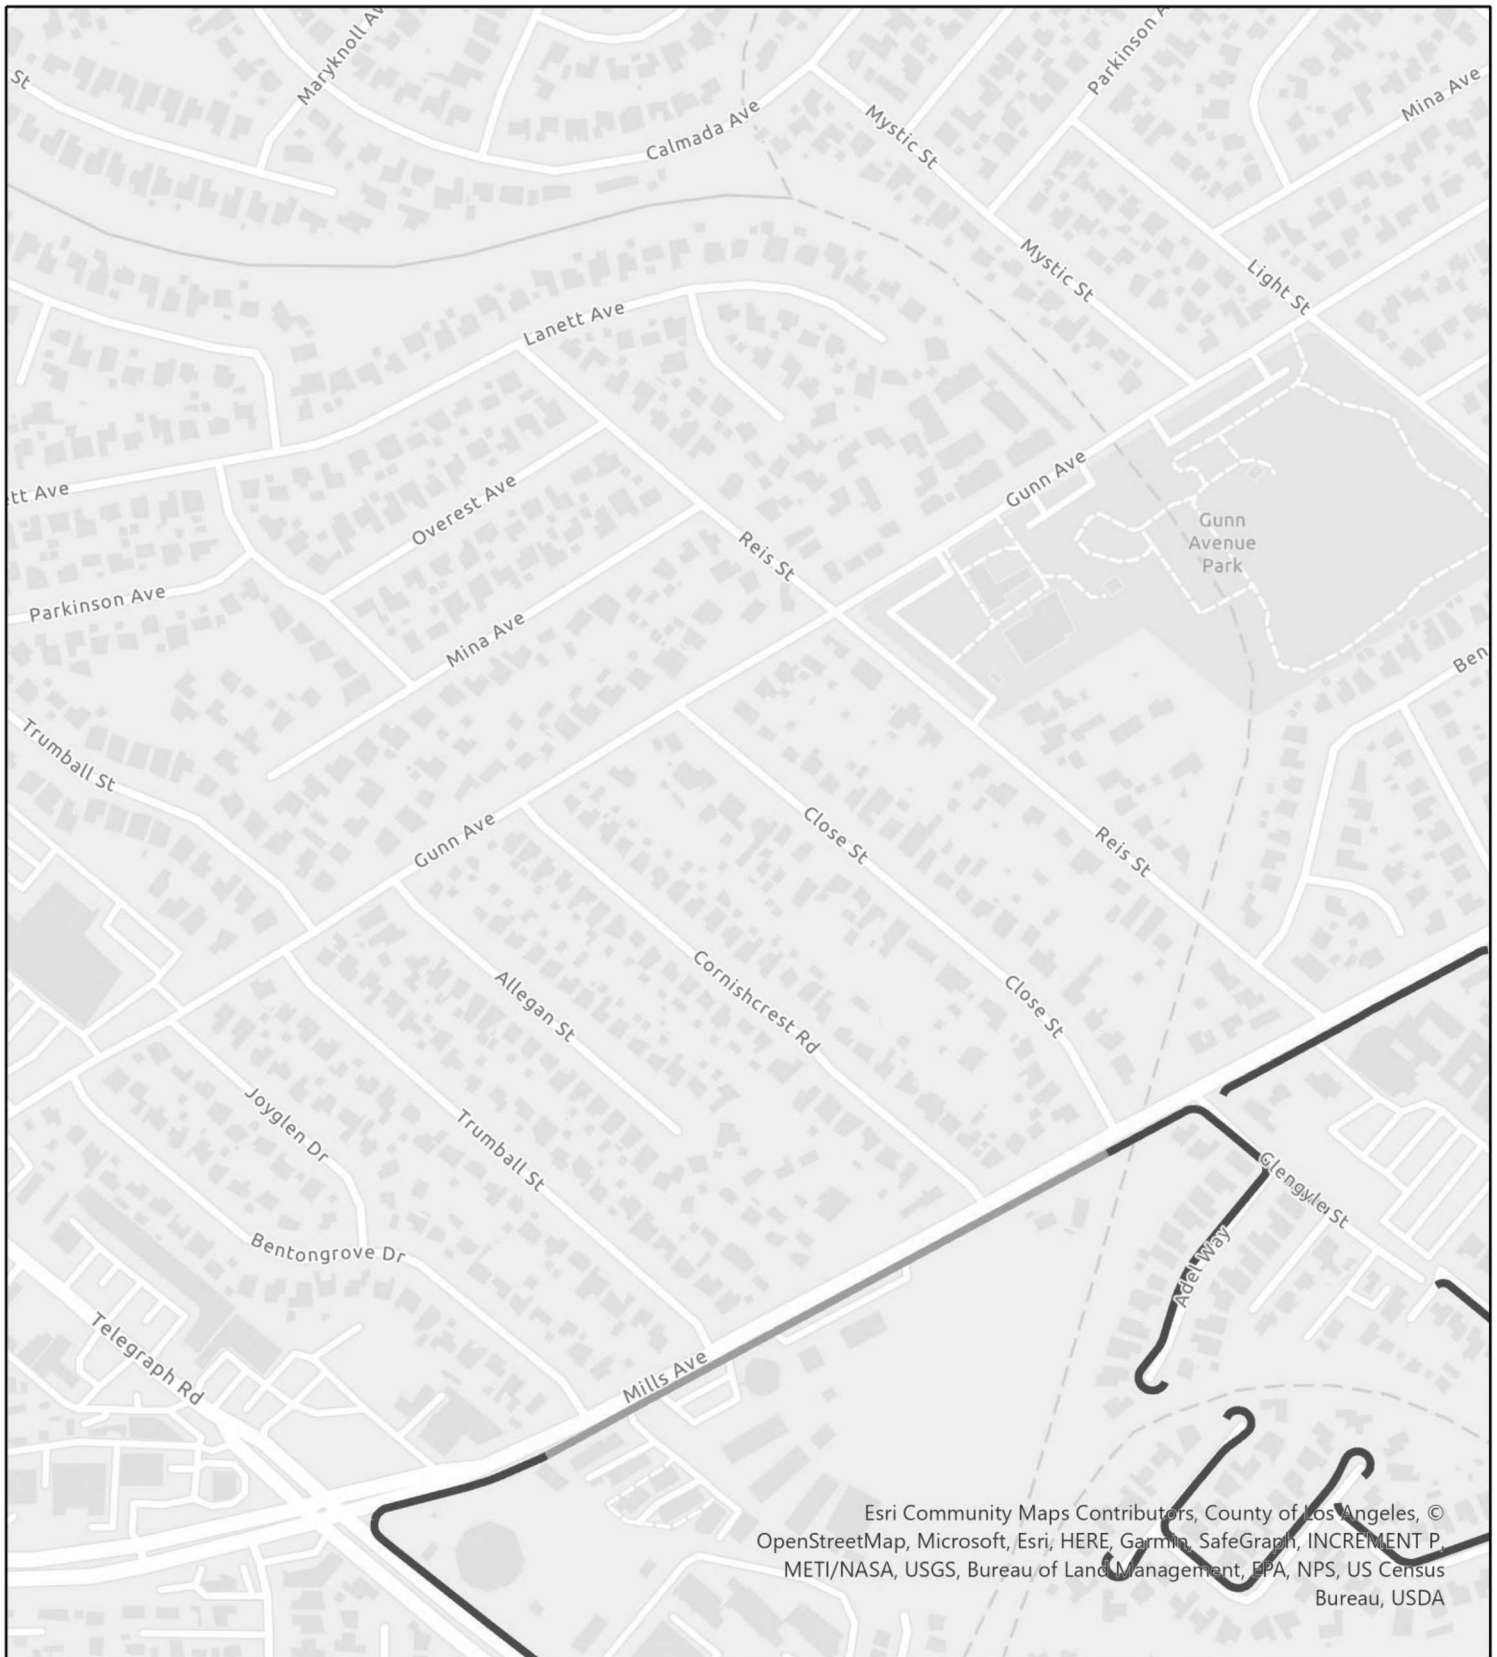 Maryknoll Av
St
Parkinson A
Mina Ave
Calmada Ave
Mystic St
Mystic St
Light St
Lanett Ave
Gunn Ave
Overest Ave
ett Ave
Gunn
Avenue
Park
Reis St
Parkinson Ave
Mina Ave
Ben
Trumball St
Gunn Ave
Close St
Reis St
Cornishcrest Rd
Allegan St
Close St
Joyglen Dr
Trumball St
Glengyle St
Bentongrove Dr
Adel Way
Telegraph Rd
Mills Ave
Esri Community Maps Contributors, County of Los Angeles, ©
OpenStreetMap, Microsoft, Esri, HERE, Garmin, SafeGraph, INCREMENT P,
METI/NASA, USGS, Bureau of Land Management, EPA, NPS, US Census
Bureau, USDA